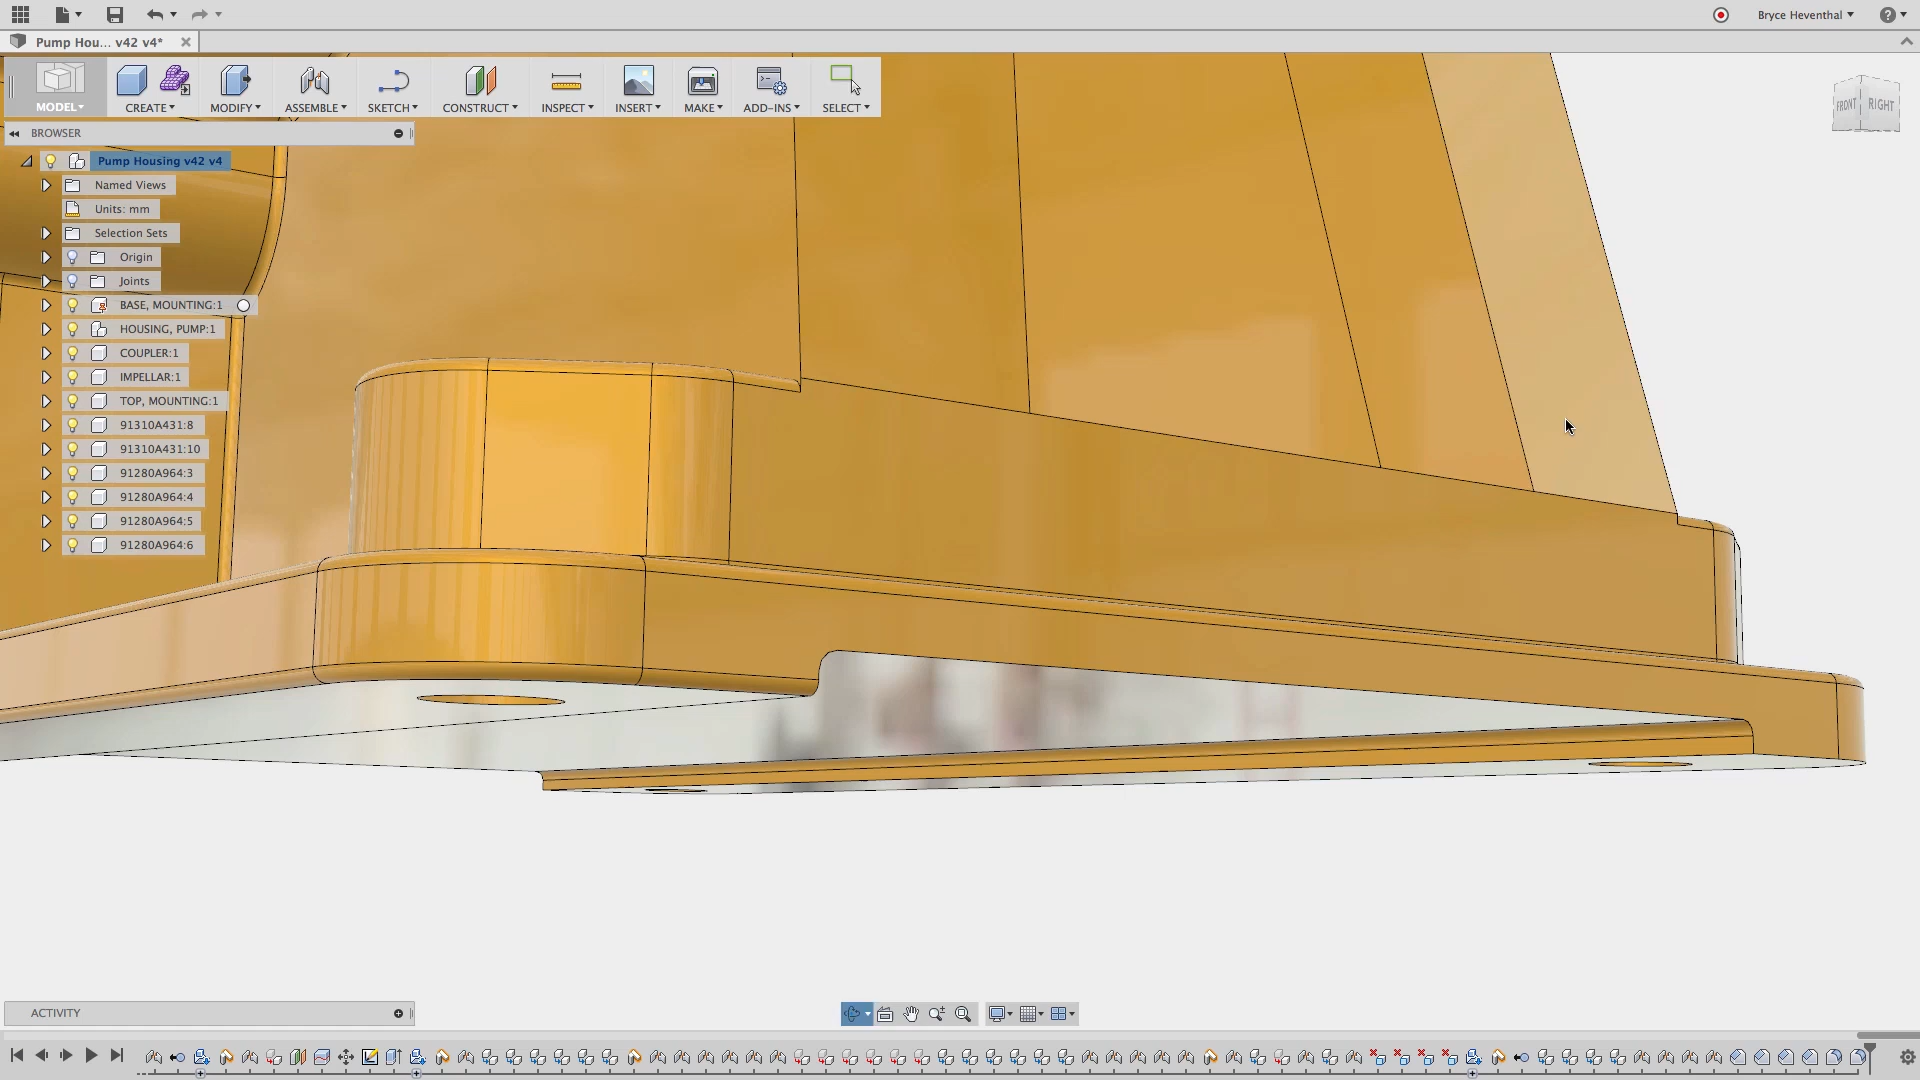 Bryce Heventhal
Pump Hou... v42 v4*
MODEL
CREATE
MODIFY
ASSEMBLE
SKETCH
CONSTRUCT
INSPECT
INSERT
MAKE
ADD-INS
SELECT
FRONT
RIGHT
BROWSER
Pump Housing v42 v4
Named Views
Units: mm
Selection Sets
Origin
Joints
BASE, MOUNTING:1
HOUSING, PUMP:1
COUPLER:1
IMPELLAR:1
TOP, MOUNTING:1
91310A431:8
91310A431:10
91280A964:3
91280A964:4
91280A964:5
91280A964:6
ACTIVITY